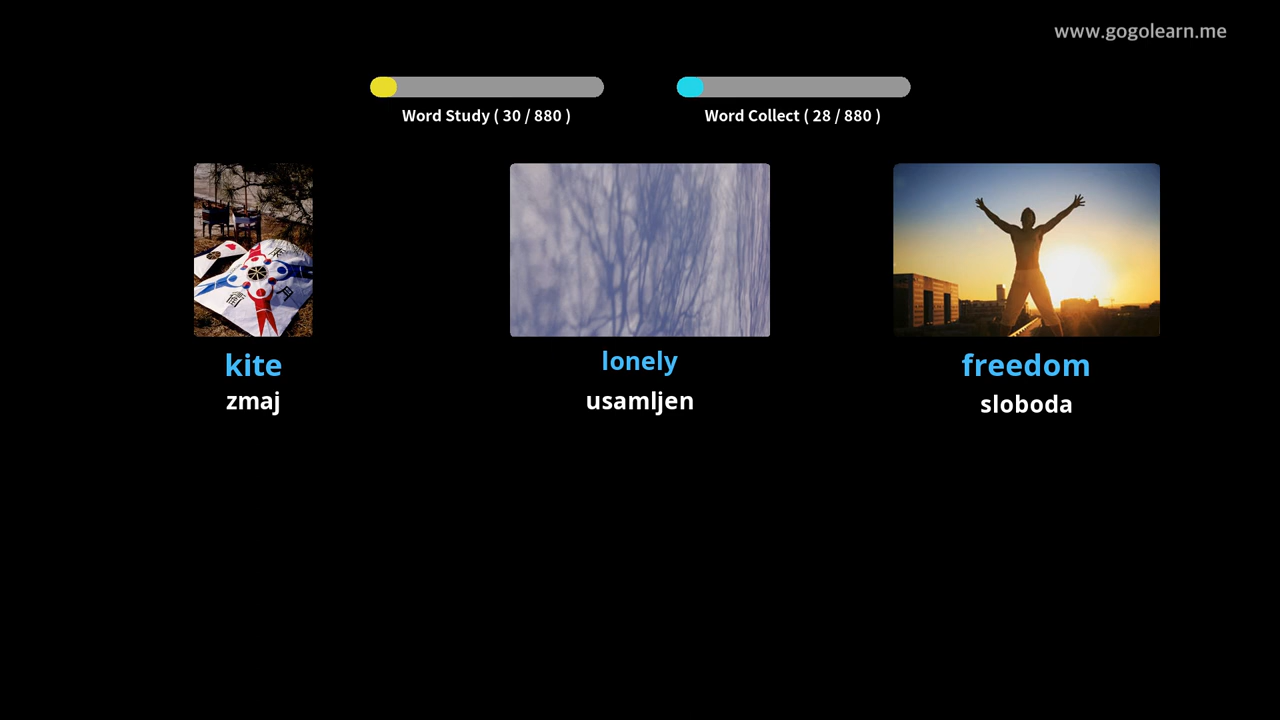 www.gogolearn.me
Word Study ( 30 / 880 )
Word Collect ( 28 / 880 )
kite
zmaj
lonely
usamljen
freedom
sloboda